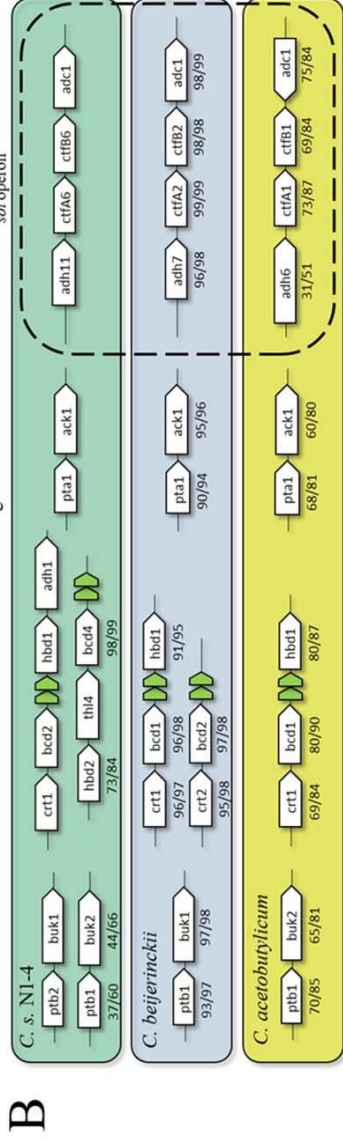 B
sol operon
C. s. N1-4
ptb2 buk1 crt1 bcd2 hbd1 adh1 pta1 ack1 adh11 ctfA6 ctfB6 adc1
ptb1 buk2 hbd2 thl4 bcd4
37/60 44/66 73/84 98/99
C. beijerinckii
ptb1 buk1 crt1 bcd1 hbd1 pta1 ack1 adh7 ctfA2 ctfB2 adc1
93/97 97/98 96/97 96/98 91/95 90/94 95/96 96/98 99/99 98/98 98/99
crt2 bcd2
95/98 97/98
C. acetobutylicum
ptb1 buk2 crt1 bcd1 hbd1 pta1 ack1 adh6 ctfA1 ctfB1 adc1
70/85 65/81 69/84 80/90 80/87 68/81 60/80 31/51 73/87 69/84 75/84